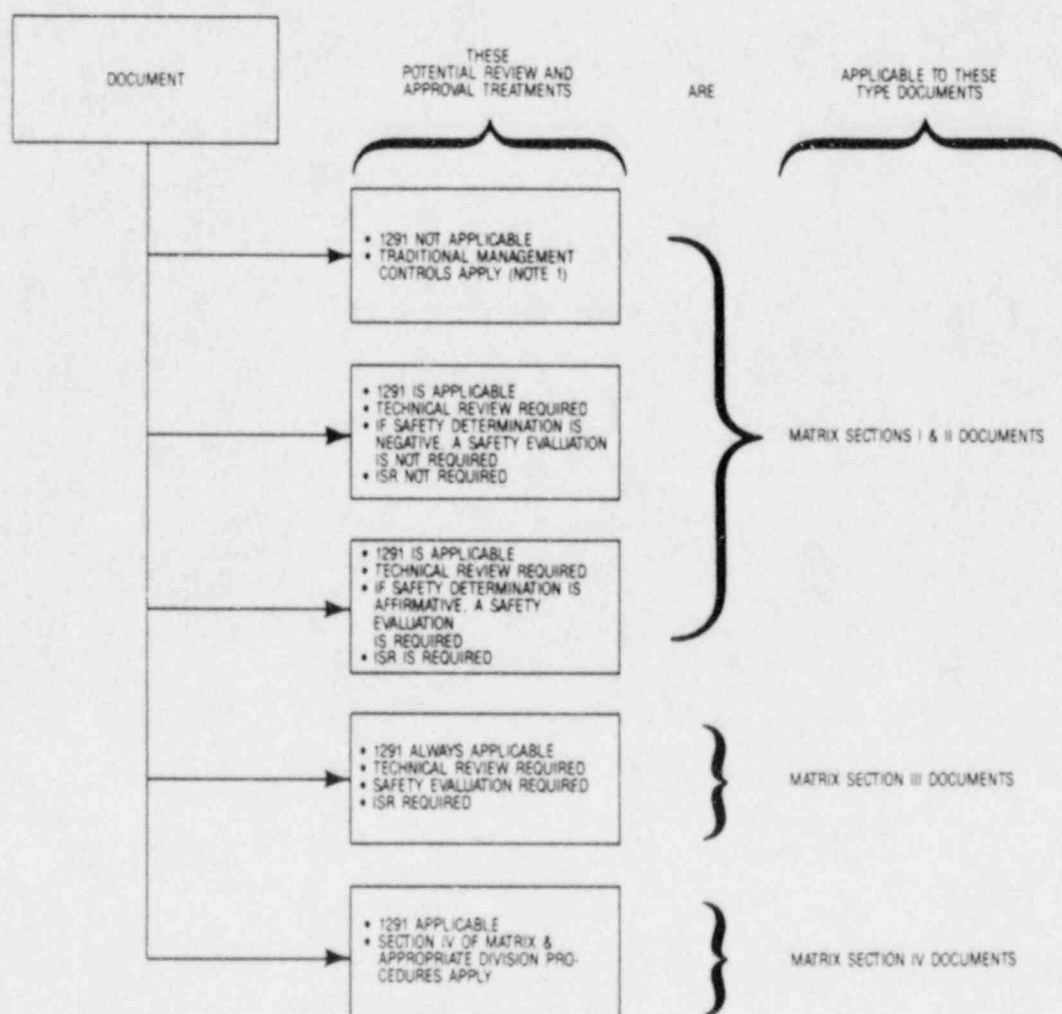 DOCUMENT
THESE
POTENTIAL REVIEW AND
APPROVAL TREATMENTS
ARE
APPLICABLE TO THESE
TYPE DOCUMENTS
• 1291 NOT APPLICABLE
• TRADITIONAL MANAGEMENT
CONTROLS APPLY (NOTE 1)
• 1291 IS APPLICABLE
• TECHNICAL REVIEW REQUIRED
• IF SAFETY DETERMINATION IS
NEGATIVE, A SAFETY EVALUATION
IS NOT REQUIRED
• ISR NOT REQUIRED
MATRIX SECTIONS I & II DOCUMENTS
• 1291 IS APPLICABLE
• TECHNICAL REVIEW REQUIRED
• IF SAFETY DETERMINATION IS
AFFIRMATIVE, A SAFETY
EVALUATION
IS REQUIRED
• ISR IS REQUIRED
• 1291 ALWAYS APPLICABLE
• TECHNICAL REVIEW REQUIRED
• SAFETY EVALUATION REQUIRED
• ISR REQUIRED
MATRIX SECTION III DOCUMENTS
• 1291 APPLICABLE
• SECTION IV OF MATRIX &
APPROPRIATE DIVISION PRO-
CEDURES APPLY
MATRIX SECTION IV DOCUMENTS